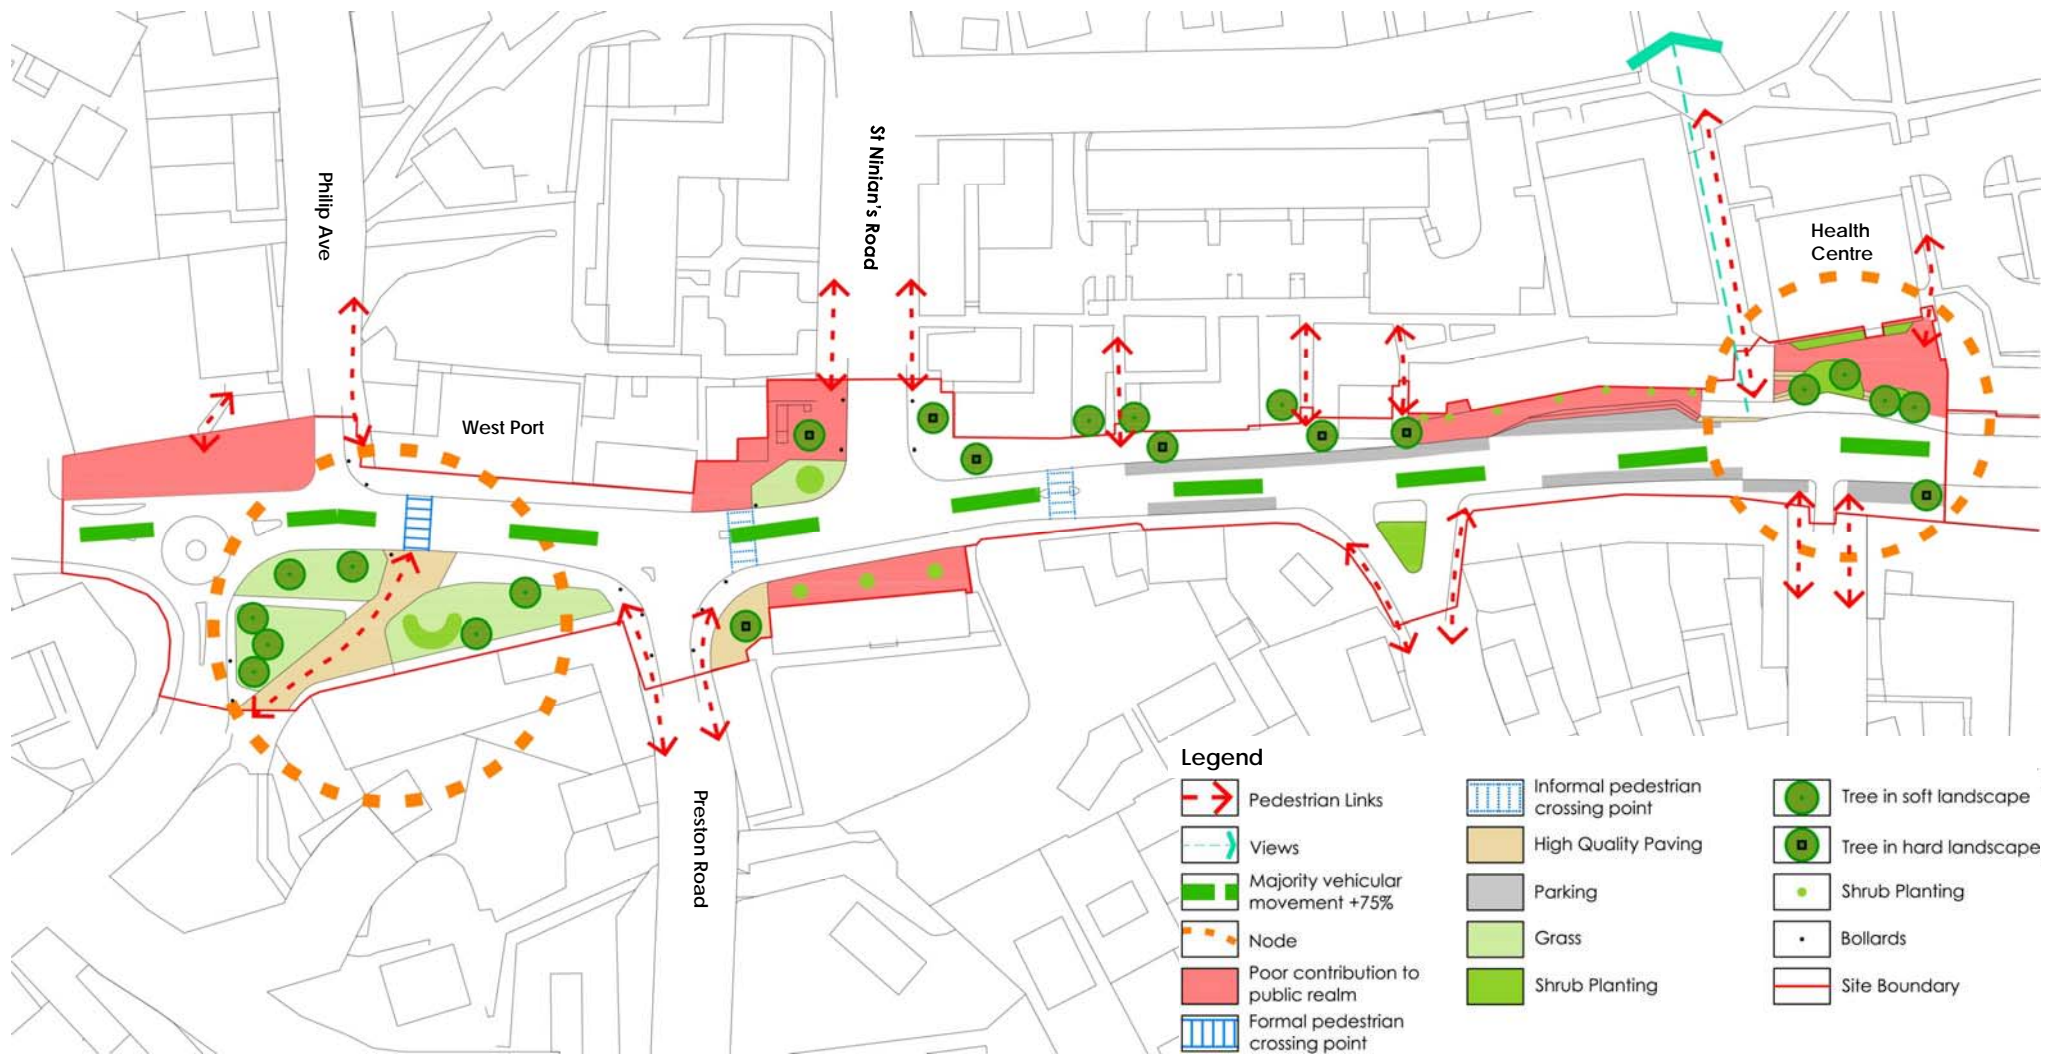 Philip Ave
St Ninian's Road
Health
Centre
West Port
Preston Road
Legend
Pedestrian Links
Views
Majority vehicular
movement +75%
Node
Poor contribution to
public realm
Formal pedestrian
crossing point
Informal pedestrian
crossing point
High Quality Paving
Parking
Grass
Shrub Planting
Tree in soft landscape
Tree in hard landscape
Shrub Planting
Bollards
Site Boundary